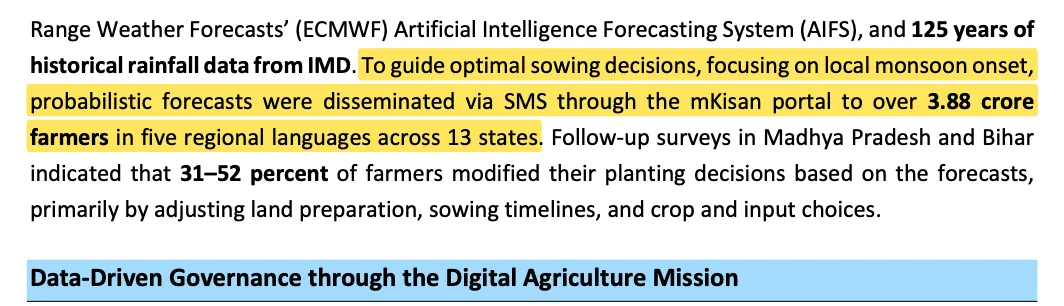 Range Weather Forecasts’ (ECMWF) Artificial Intelligence Forecasting System (AIFS), and 125 years of
historical rainfall data from IMD. To guide optimal sowing decisions, focusing on local monsoon onset,
probabilistic forecasts were disseminated via SMS through the mKisan portal to over 3.88 crore
farmers in five regional languages across 13 states. Follow-up surveys in Madhya Pradesh and Bihar
indicated that 31–52 percent of farmers modified their planting decisions based on the forecasts,
primarily by adjusting land preparation, sowing timelines, and crop and input choices.
Data-Driven Governance through the Digital Agriculture Mission